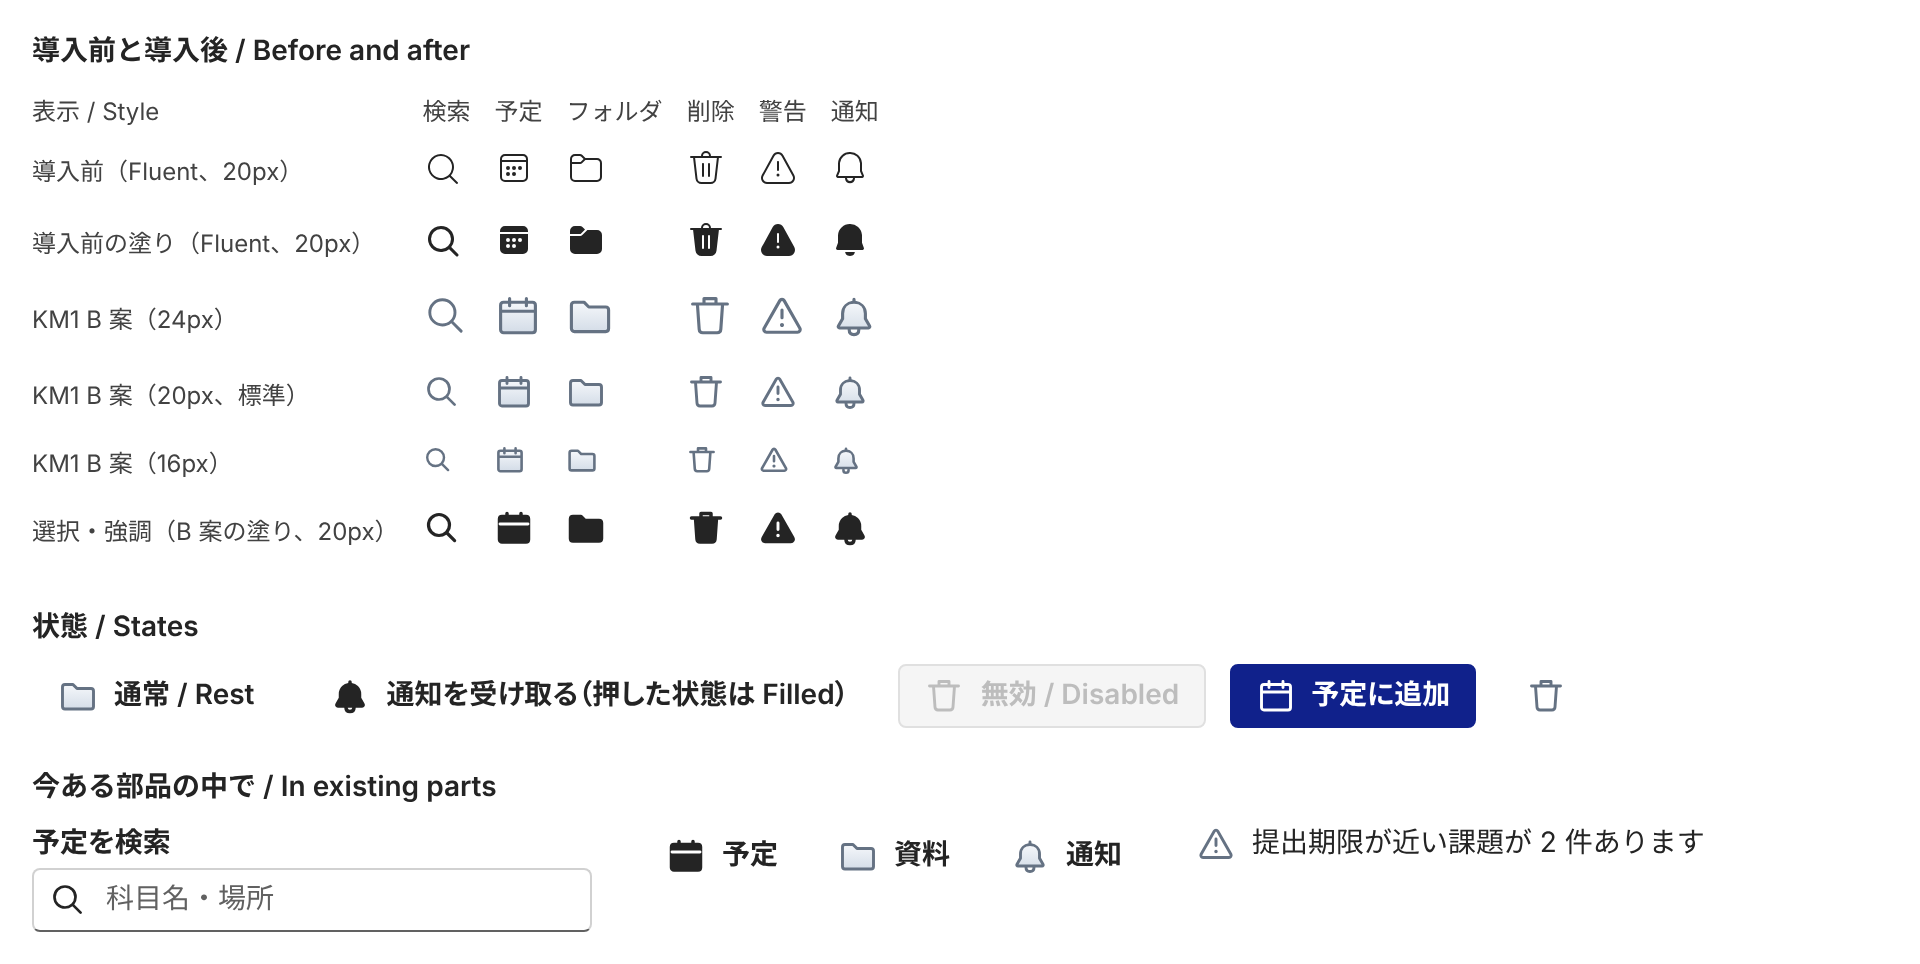 導入前と導入後 / Before and after
表示 / Style 検索 予定 フォルダ 削除 警告 通知
導入前（Fluent、20px）
導入前の塗り（Fluent、20px）
KM1 B 案（24px）
KM1 B 案（20px、標準）
KM1 B 案（16px）
選択・強調（B 案の塗り、20px）
状態 / States
通常 / Rest 通知を受け取る（押した状態は Filled） 無効 / Disabled 予定に追加
今ある部品の中で / In existing parts
予定を検索
科目名・場所
予定 資料 通知 提出期限が近い課題が 2 件あります